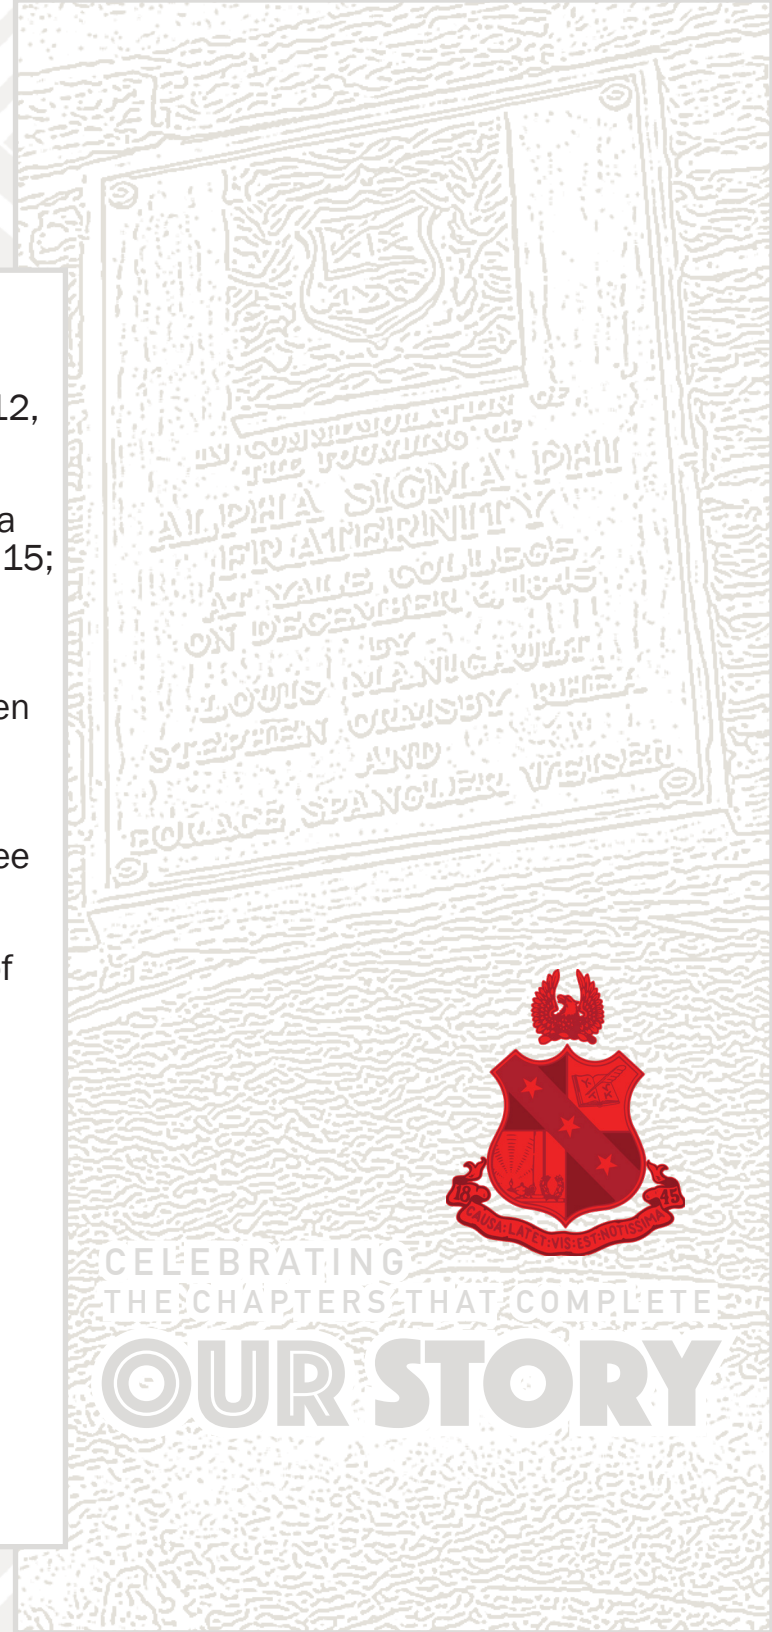 12,
a
15;
en
ee
of
IN COMMEMORATION OF
THE FOUNDING OF
ALPHA SIGMA PHI
FRATERNITY
AT YALE COLLEGE
ON DECEMBER 6, 1845
BY
LOUIS MANIGAULT
STEPHEN ORMSBY RHEA
AND
HORACE SPANGLER WEISER
18 45
CAUSA:LATET:VIS:EST:NOTISSIMA
CELEBRATING
THE CHAPTERS THAT COMPLETE
OUR STORY